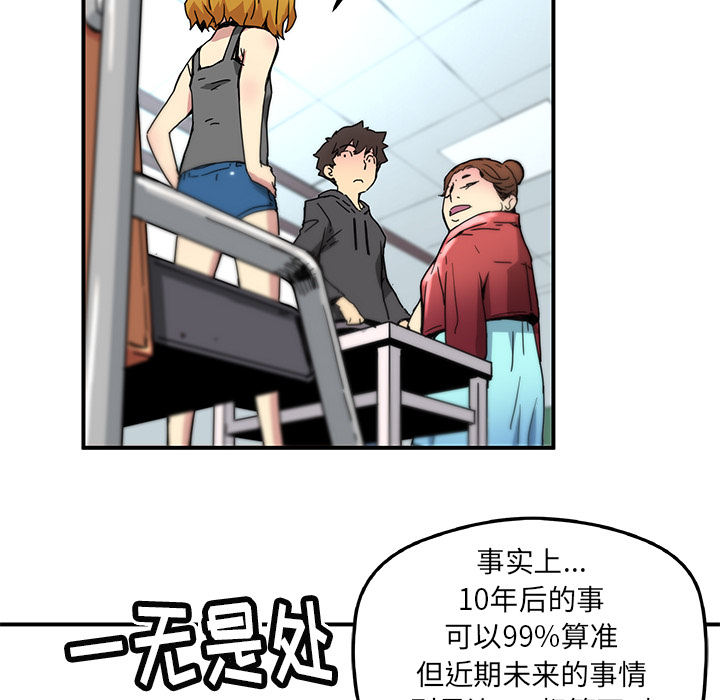 事实上...
10年后的事
可以99%算准
但近期未来的事情
一无是处